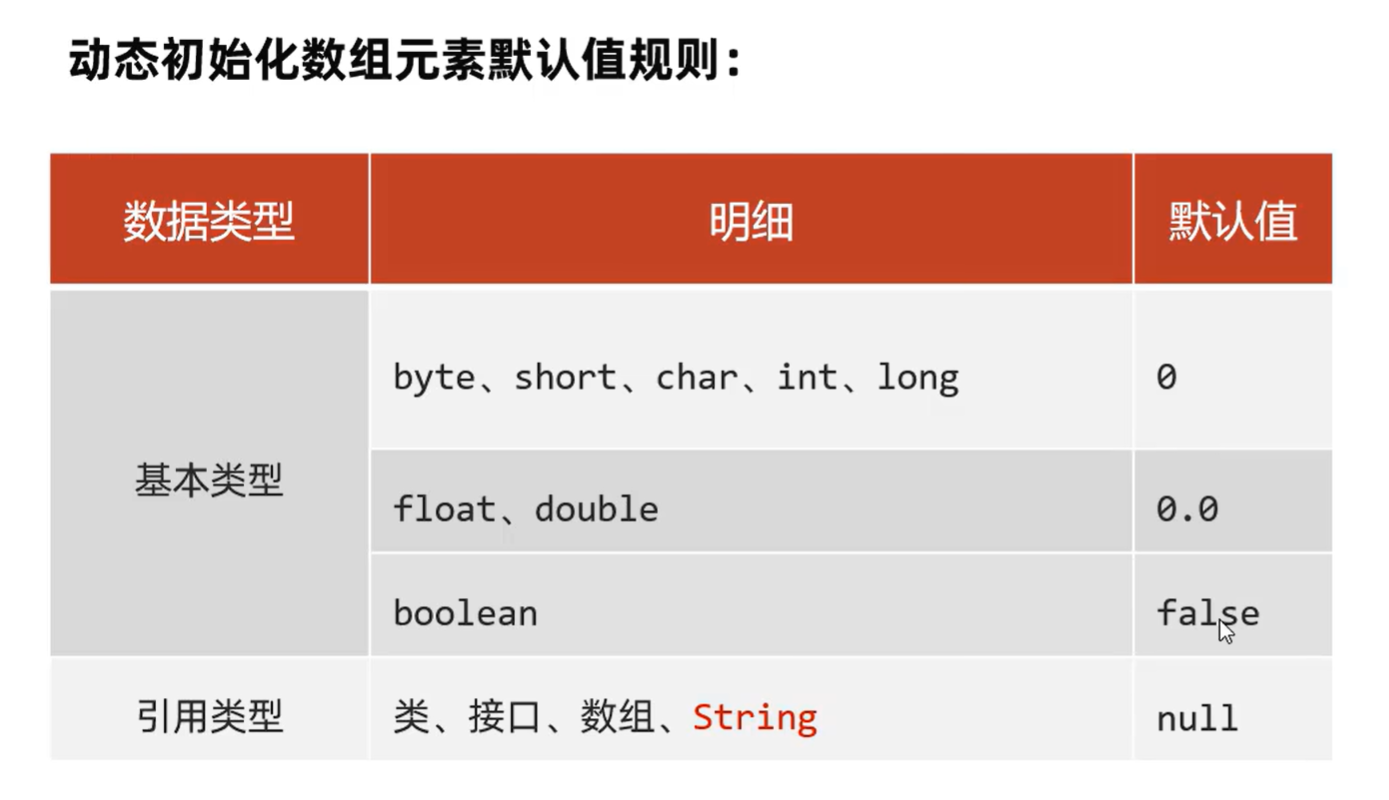 动态初始化数组元素默认值规则：
数据类型 明细 默认值
基本类型
byte、short、char、int、long 0
float、double 0.0
boolean false
引用类型 类、接口、数组、String null